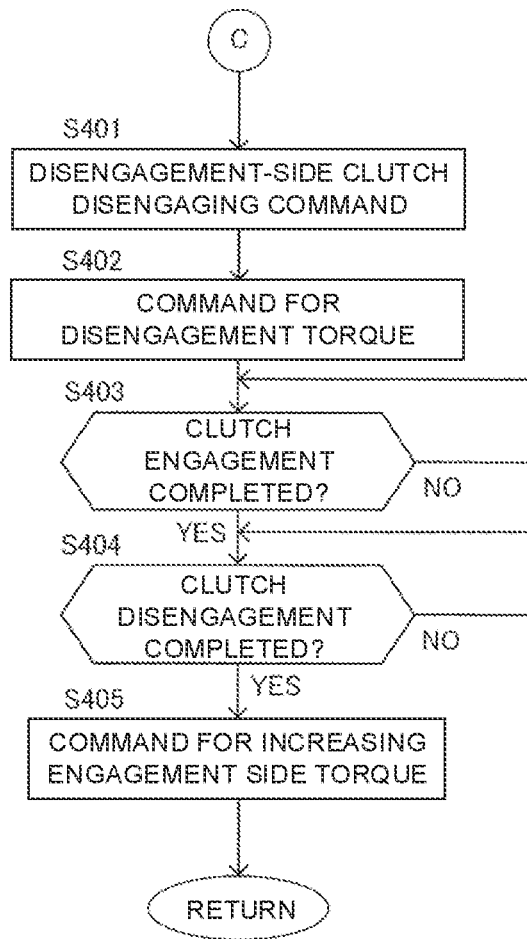 C
S401
DISENGAGEMENT-SIDE CLUTCH
DISENGAGING COMMAND
S402
COMMAND FOR
DISENGAGEMENT TORQUE
S403
CLUTCH
ENGAGEMENT
COMPLETED?
NO
YES
S404
CLUTCH
DISENGAGEMENT
COMPLETED?
NO
YES
S405
COMMAND FOR INCREASING
ENGAGEMENT SIDE TORQUE
RETURN